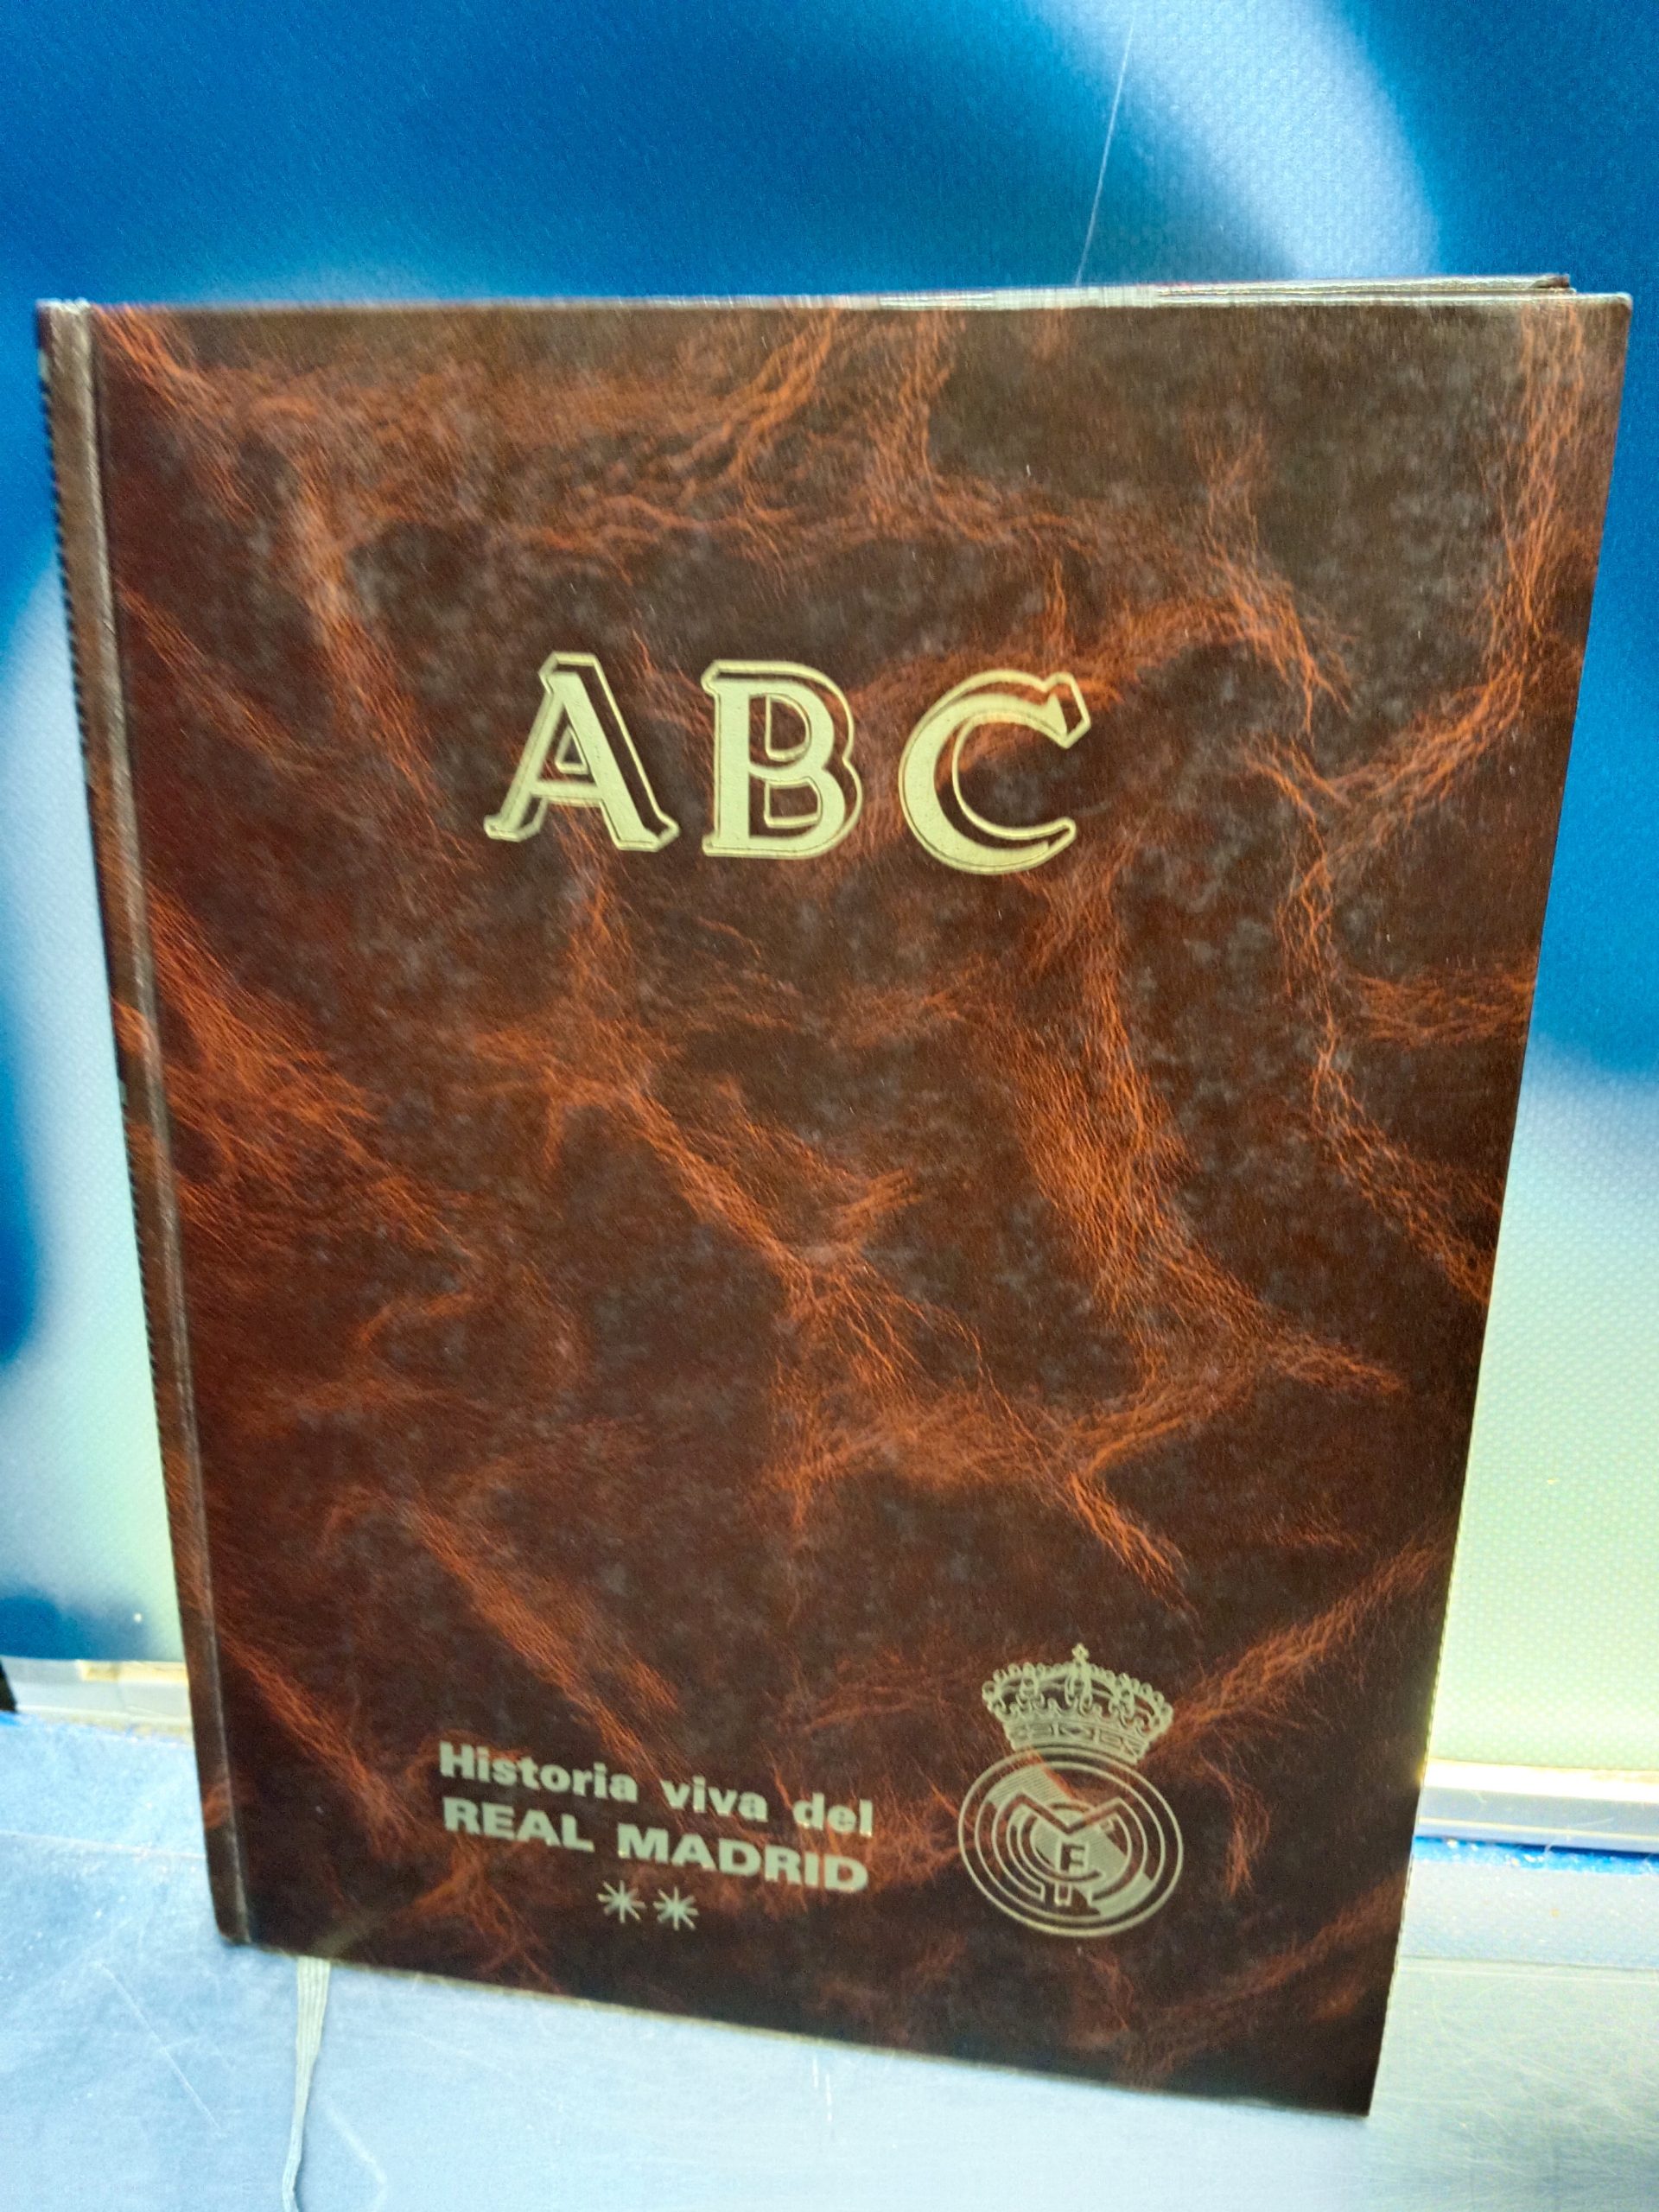 ABC
Historia viva del
REAL MADRID
**